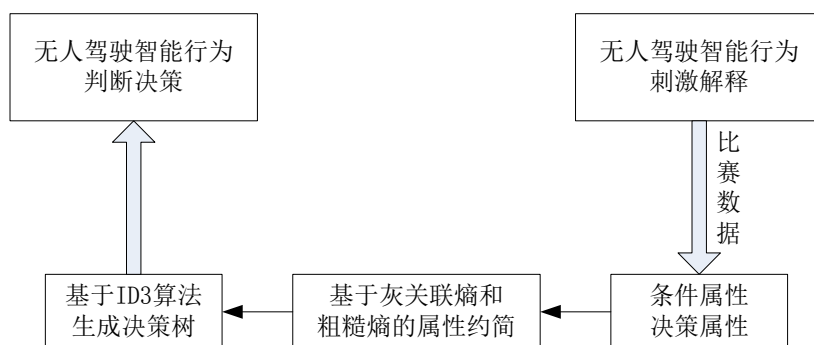 无人驾驶智能行为
判断决策
无人驾驶智能行为
刺激解释
比赛数据
基于ID3算法
生成决策树
基于灰关联熵和
粗糙熵的属性约简
条件属性
决策属性